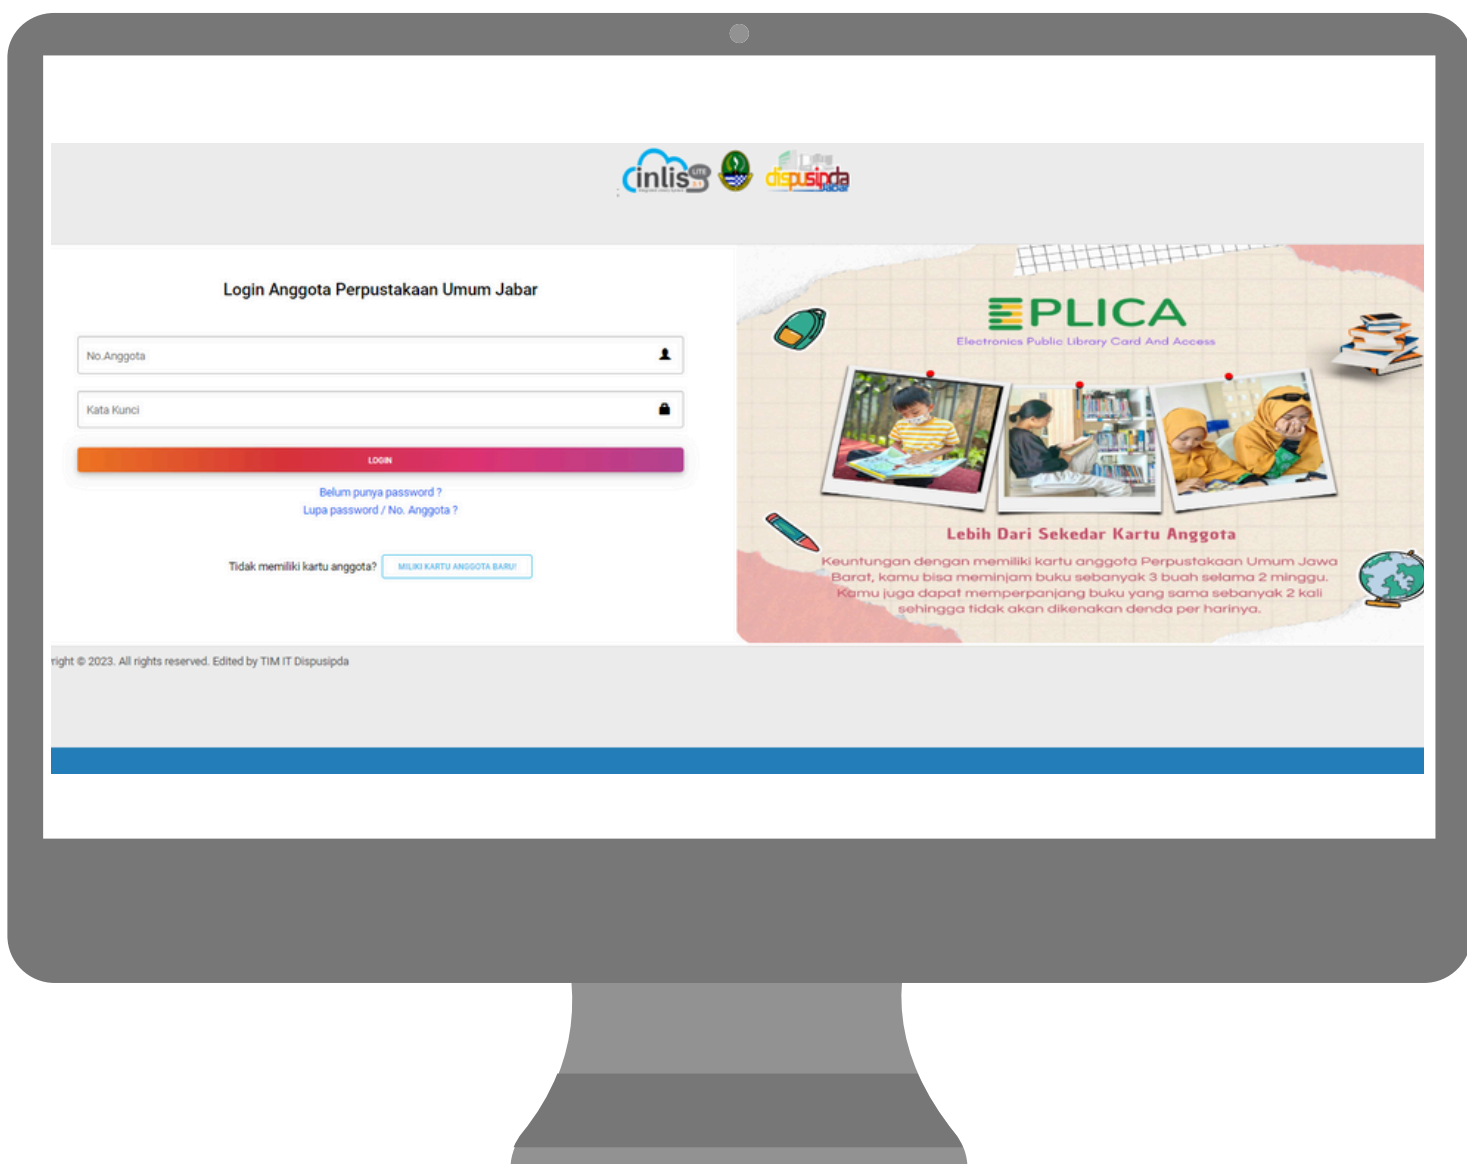 inlis LITE
dispusipda
Jabar
Login Anggota Perpustakaan Umum Jabar
No.Anggota
Kata Kunci
LOGIN
Belum punya password ?
Lupa password / No. Anggota ?
Tidak memiliki kartu anggota? MILIKI KARTU ANGGOTA BARU!
EPLICA
Electronics Public Library Card And Access
Lebih Dari Sekedar Kartu Anggota
Keuntungan dengan memiliki kartu anggota Perpustakaan Umum Jawa
Barat, kamu bisa meminjam buku sebanyak 3 buah selama 2 minggu.
Kamu juga dapat memperpanjang buku yang sama sebanyak 2 kali
sehingga tidak akan dikenakan denda per harinya.
right © 2023. All rights reserved. Edited by TIM IT Dispusipda